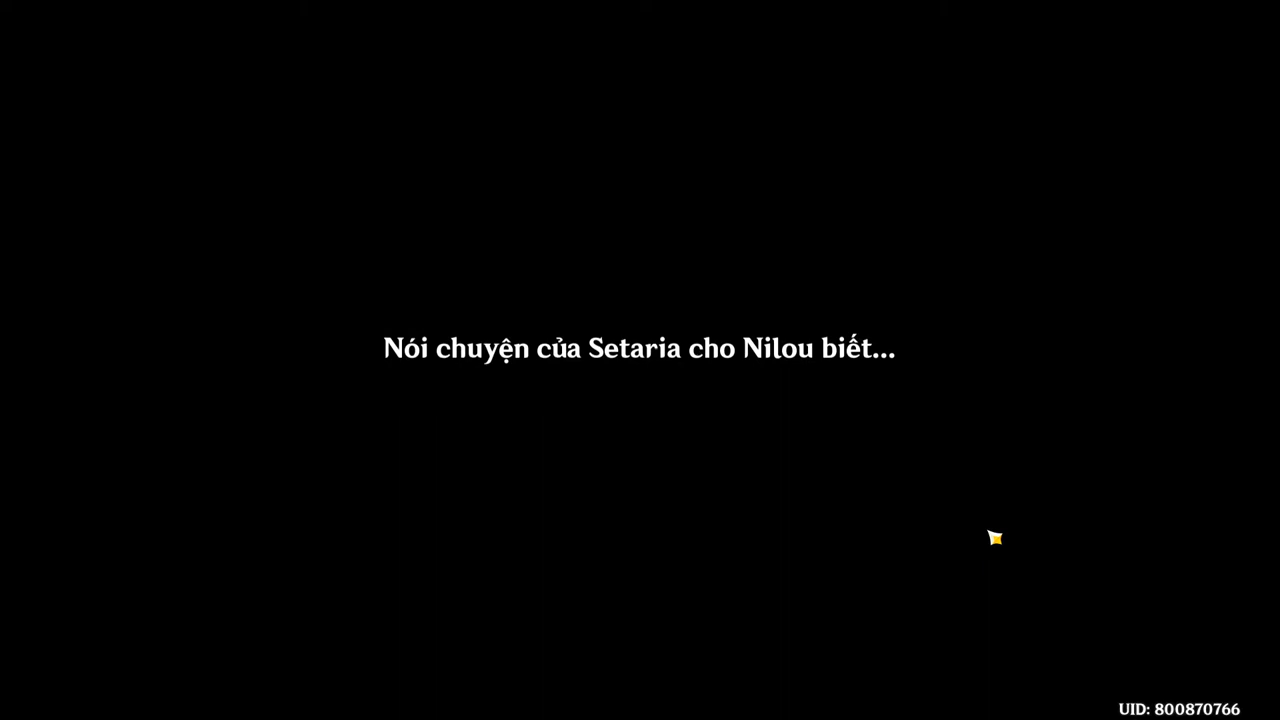 Nói chuyện của Setaria cho Nilou biết...
UID: 800870766